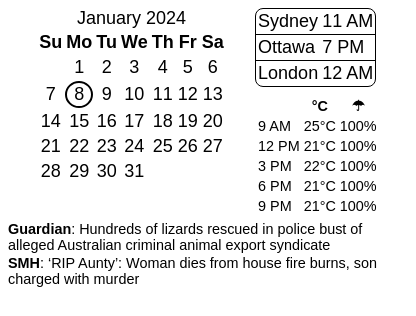 January 2024
Su Mo Tu We Th Fr Sa
1 2 3 4 5 6
7 8 9 10 11 12 13
14 15 16 17 18 19 20
21 22 23 24 25 26 27
28 29 30 31
Sydney 11 AM
Ottawa 7 PM
London 12 AM
°C ☂
9 AM 25°C 100%
12 PM 21°C 100%
3 PM 22°C 100%
6 PM 21°C 100%
9 PM 21°C 100%
Guardian: Hundreds of lizards rescued in police bust of
alleged Australian criminal animal export syndicate
SMH: ‘RIP Aunty’: Woman dies from house fire burns, son
charged with murder